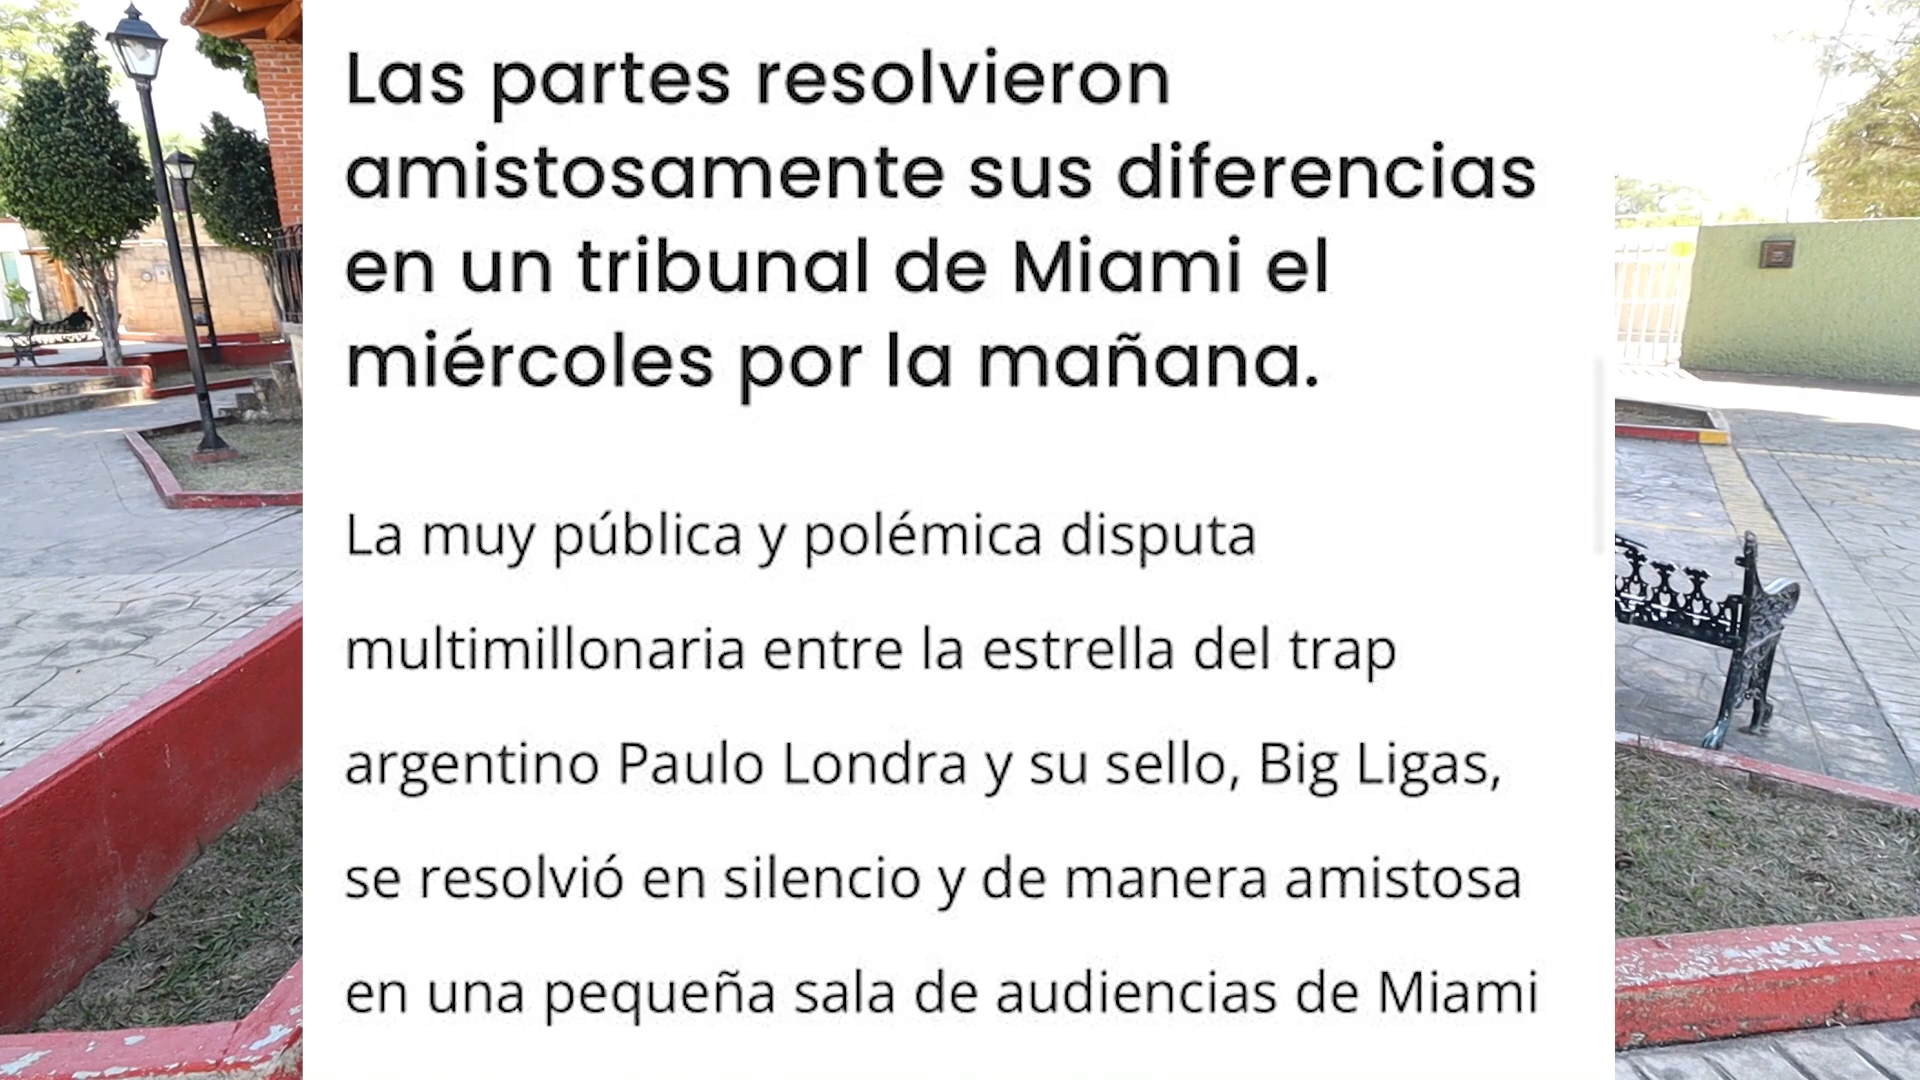 Las partes resolvieron
amistosamente sus diferencias
en un tribunal de Miami el
miércoles por la mañana.
La muy pública y polémica disputa
multimillonaria entre la estrella del trap
argentino Paulo Londra y su sello, Big Ligas,
se resolvió en silencio y de manera amistosa
en una pequeña sala de audiencias de Miami